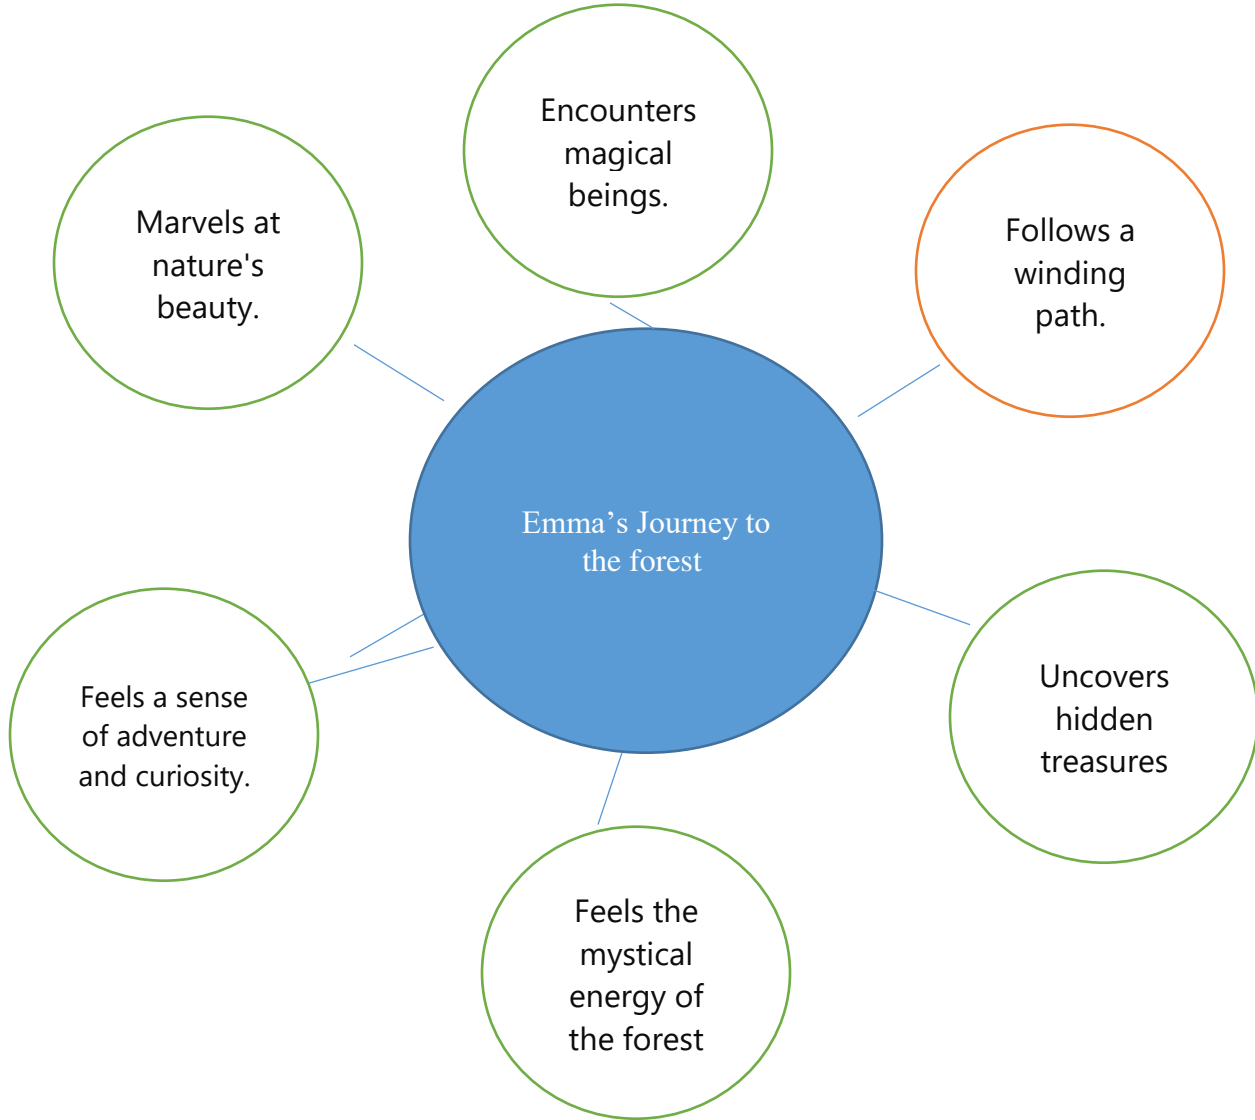 Encounters
magical
beings.
Marvels at
nature's
beauty.
Follows a
winding
path.
Emma’s Journey to
the forest
Feels a sense
of adventure
and curiosity.
Uncovers
hidden
treasures
Feels the
mystical
energy of
the forest